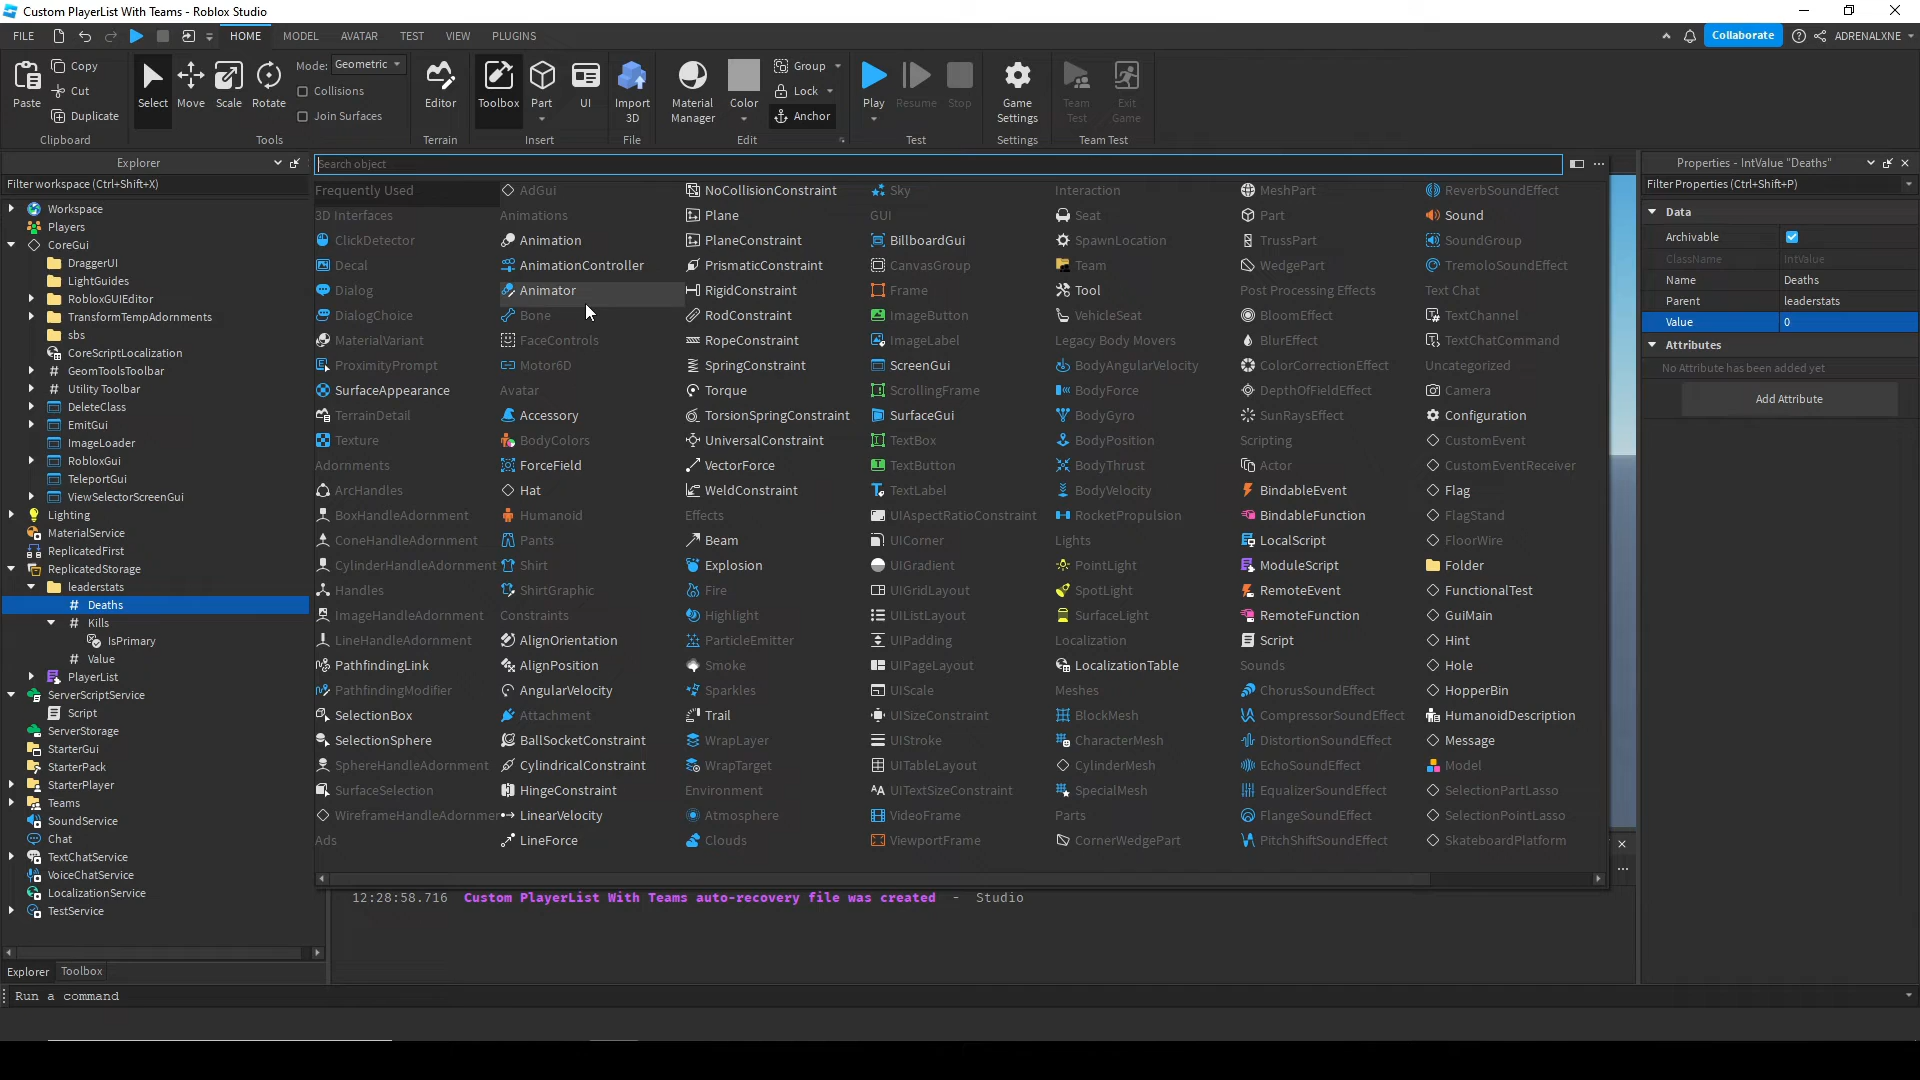 Custom PlayerList With Teams - Roblox Studio
FILE
HOME
MODEL
AVATAR
TEST
VIEW
PLUGINS
Collaborate
ADRENALXNE
Paste
Copy
Cut
Duplicate
Clipboard
Select
Move
Scale
Rotate
Mode: Geometric
Collisions
Join Surfaces
Tools
Editor
Terrain
Toolbox
Part
UI
Insert
Import 3D
File
Material Manager
Color
Group
Lock
Anchor
Edit
Play
Resume
Stop
Test
Game Settings
Settings
Team Test
Exit Game
Team Test
Explorer
Filter workspace (Ctrl+Shift+X)
Workspace
Players
CoreGui
DraggerUI
LightGuides
RobloxGUIEditor
TransformTempAdornments
sbs
CoreScriptLocalization
GeomToolsToolbar
Utility Toolbar
DeleteClass
EmitGui
ImageLoader
RobloxGui
TeleportGui
ViewSelectorScreenGui
Lighting
MaterialService
ReplicatedFirst
ReplicatedStorage
leaderstats
Deaths
Kills
IsPrimary
Value
PlayerList
ServerScriptService
Script
ServerStorage
StarterGui
StarterPack
StarterPlayer
Teams
SoundService
Chat
TextChatService
VoiceChatService
LocalizationService
TestService
Explorer
Toolbox
Run a command
Search object
Frequently Used
3D Interfaces
ClickDetector
Decal
Dialog
DialogChoice
MaterialVariant
ProximityPrompt
SurfaceAppearance
TerrainDetail
Texture
Adornments
ArcHandles
BoxHandleAdornment
ConeHandleAdornment
CylinderHandleAdornment
Handles
ImageHandleAdornment
LineHandleAdornment
PathfindingLink
PathfindingModifier
SelectionBox
SelectionSphere
SphereHandleAdornment
SurfaceSelection
WireframeHandleAdornmer
Ads
AdGui
Animations
Animation
AnimationController
Animator
Bone
FaceControls
Motor6D
Avatar
Accessory
BodyColors
ForceField
Hat
Humanoid
Pants
Shirt
ShirtGraphic
Constraints
AlignOrientation
AlignPosition
AngularVelocity
Attachment
BallSocketConstraint
CylindricalConstraint
HingeConstraint
LinearVelocity
LineForce
NoCollisionConstraint
Plane
PlaneConstraint
PrismaticConstraint
RigidConstraint
RodConstraint
RopeConstraint
SpringConstraint
Torque
TorsionSpringConstraint
UniversalConstraint
VectorForce
WeldConstraint
Effects
Beam
Explosion
Fire
Highlight
ParticleEmitter
Smoke
Sparkles
Trail
WrapLayer
WrapTarget
Environment
Atmosphere
Clouds
Sky
GUI
BillboardGui
CanvasGroup
Frame
ImageButton
ImageLabel
ScreenGui
ScrollingFrame
SurfaceGui
TextBox
TextButton
TextLabel
UIAspectRatioConstraint
UICorner
UIGradient
UIGridLayout
UIListLayout
UIPadding
UIPageLayout
UIScale
UISizeConstraint
UIStroke
UITableLayout
UITextSizeConstraint
VideoFrame
ViewportFrame
Interaction
Seat
SpawnLocation
Team
Tool
VehicleSeat
Legacy Body Movers
BodyAngularVelocity
BodyForce
BodyGyro
BodyPosition
BodyThrust
BodyVelocity
RocketPropulsion
Lights
PointLight
SpotLight
SurfaceLight
Localization
LocalizationTable
Meshes
BlockMesh
CharacterMesh
CylinderMesh
SpecialMesh
Parts
CornerWedgePart
MeshPart
Part
TrussPart
WedgePart
Post Processing Effects
BloomEffect
BlurEffect
ColorCorrectionEffect
DepthOfFieldEffect
SunRaysEffect
Scripting
Actor
BindableEvent
BindableFunction
LocalScript
ModuleScript
RemoteEvent
RemoteFunction
Script
Sounds
ChorusSoundEffect
CompressorSoundEffect
DistortionSoundEffect
EchoSoundEffect
EqualizerSoundEffect
FlangeSoundEffect
PitchShiftSoundEffect
ReverbSoundEffect
Sound
SoundGroup
TremoloSoundEffect
Text Chat
TextChannel
TextChatCommand
Uncategorized
Camera
Configuration
CustomEvent
CustomEventReceiver
Flag
FlagStand
FloorWire
Folder
FunctionalTest
GuiMain
Hint
Hole
HopperBin
HumanoidDescription
Message
Model
SelectionPartLasso
SelectionPointLasso
SkateboardPlatform
12:28:58.716 Custom PlayerList With Teams auto-recovery file was created - Studio
Properties - IntValue "Deaths"
Filter Properties (Ctrl+Shift+P)
Data
Archivable
ClassName IntValue
Name Deaths
Parent leaderstats
Value 0
Attributes
No Attribute has been added yet
Add Attribute